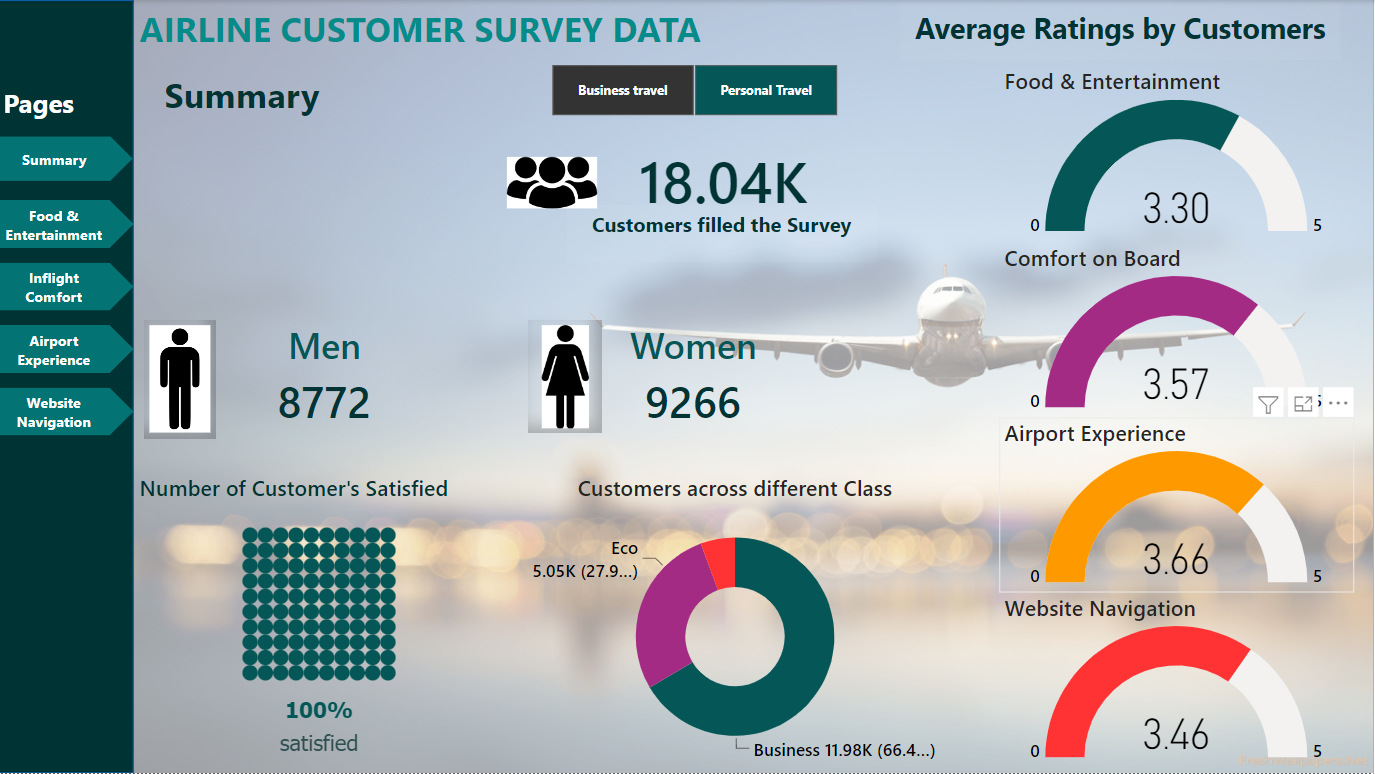 AIRLINE CUSTOMER SURVEY DATA
Average Ratings by Customers
Pages
Summary
Food &
Entertainment
Inflight
Comfort
Airport
Experience
Website
Navigation
Summary
Business travel
Personal Travel
18.04K
Customers filled the Survey
Men
8772
Women
9266
Number of Customer's Satisfied
100%
satisfied
Customers across different Class
Eco
5.05K (27.9...)
Business 11.98K (66.4...)
Food & Entertainment
3.30
0
5
Comfort on Board
3.57
0
Airport Experience
3.66
0
5
Website Navigation
3.46
0
5